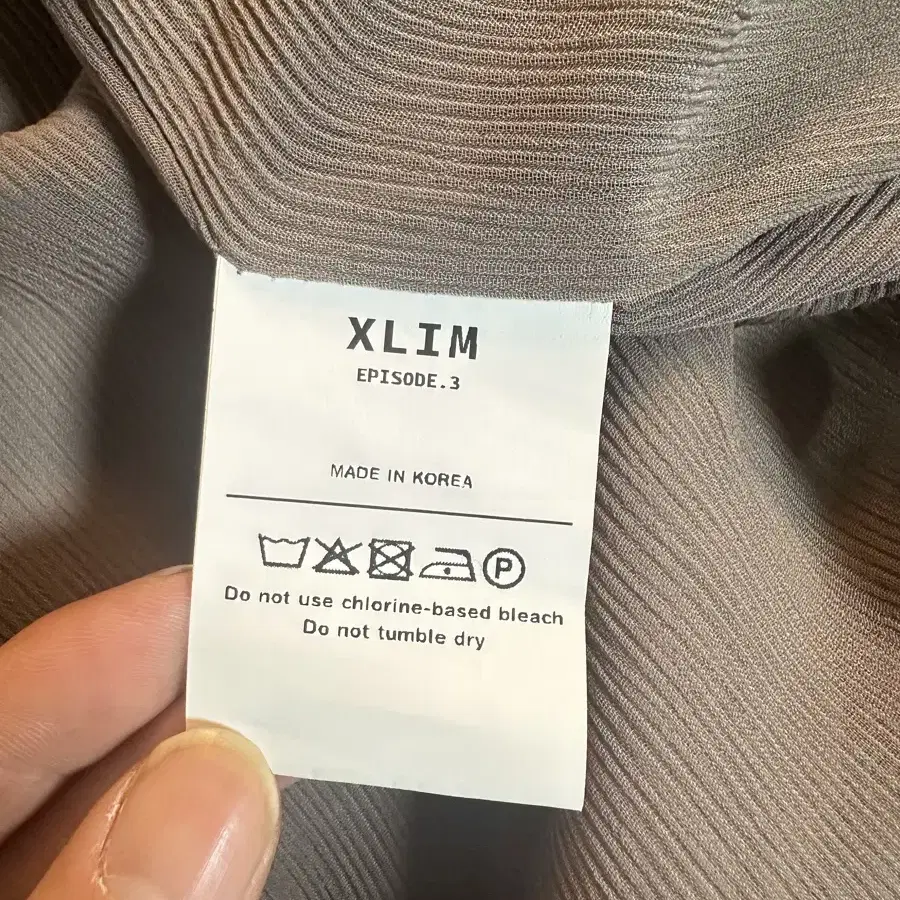 XLIM
EPISODE.3
MADE IN KOREA
P
Do not use chlorine-based bleach
Do not tumble dry